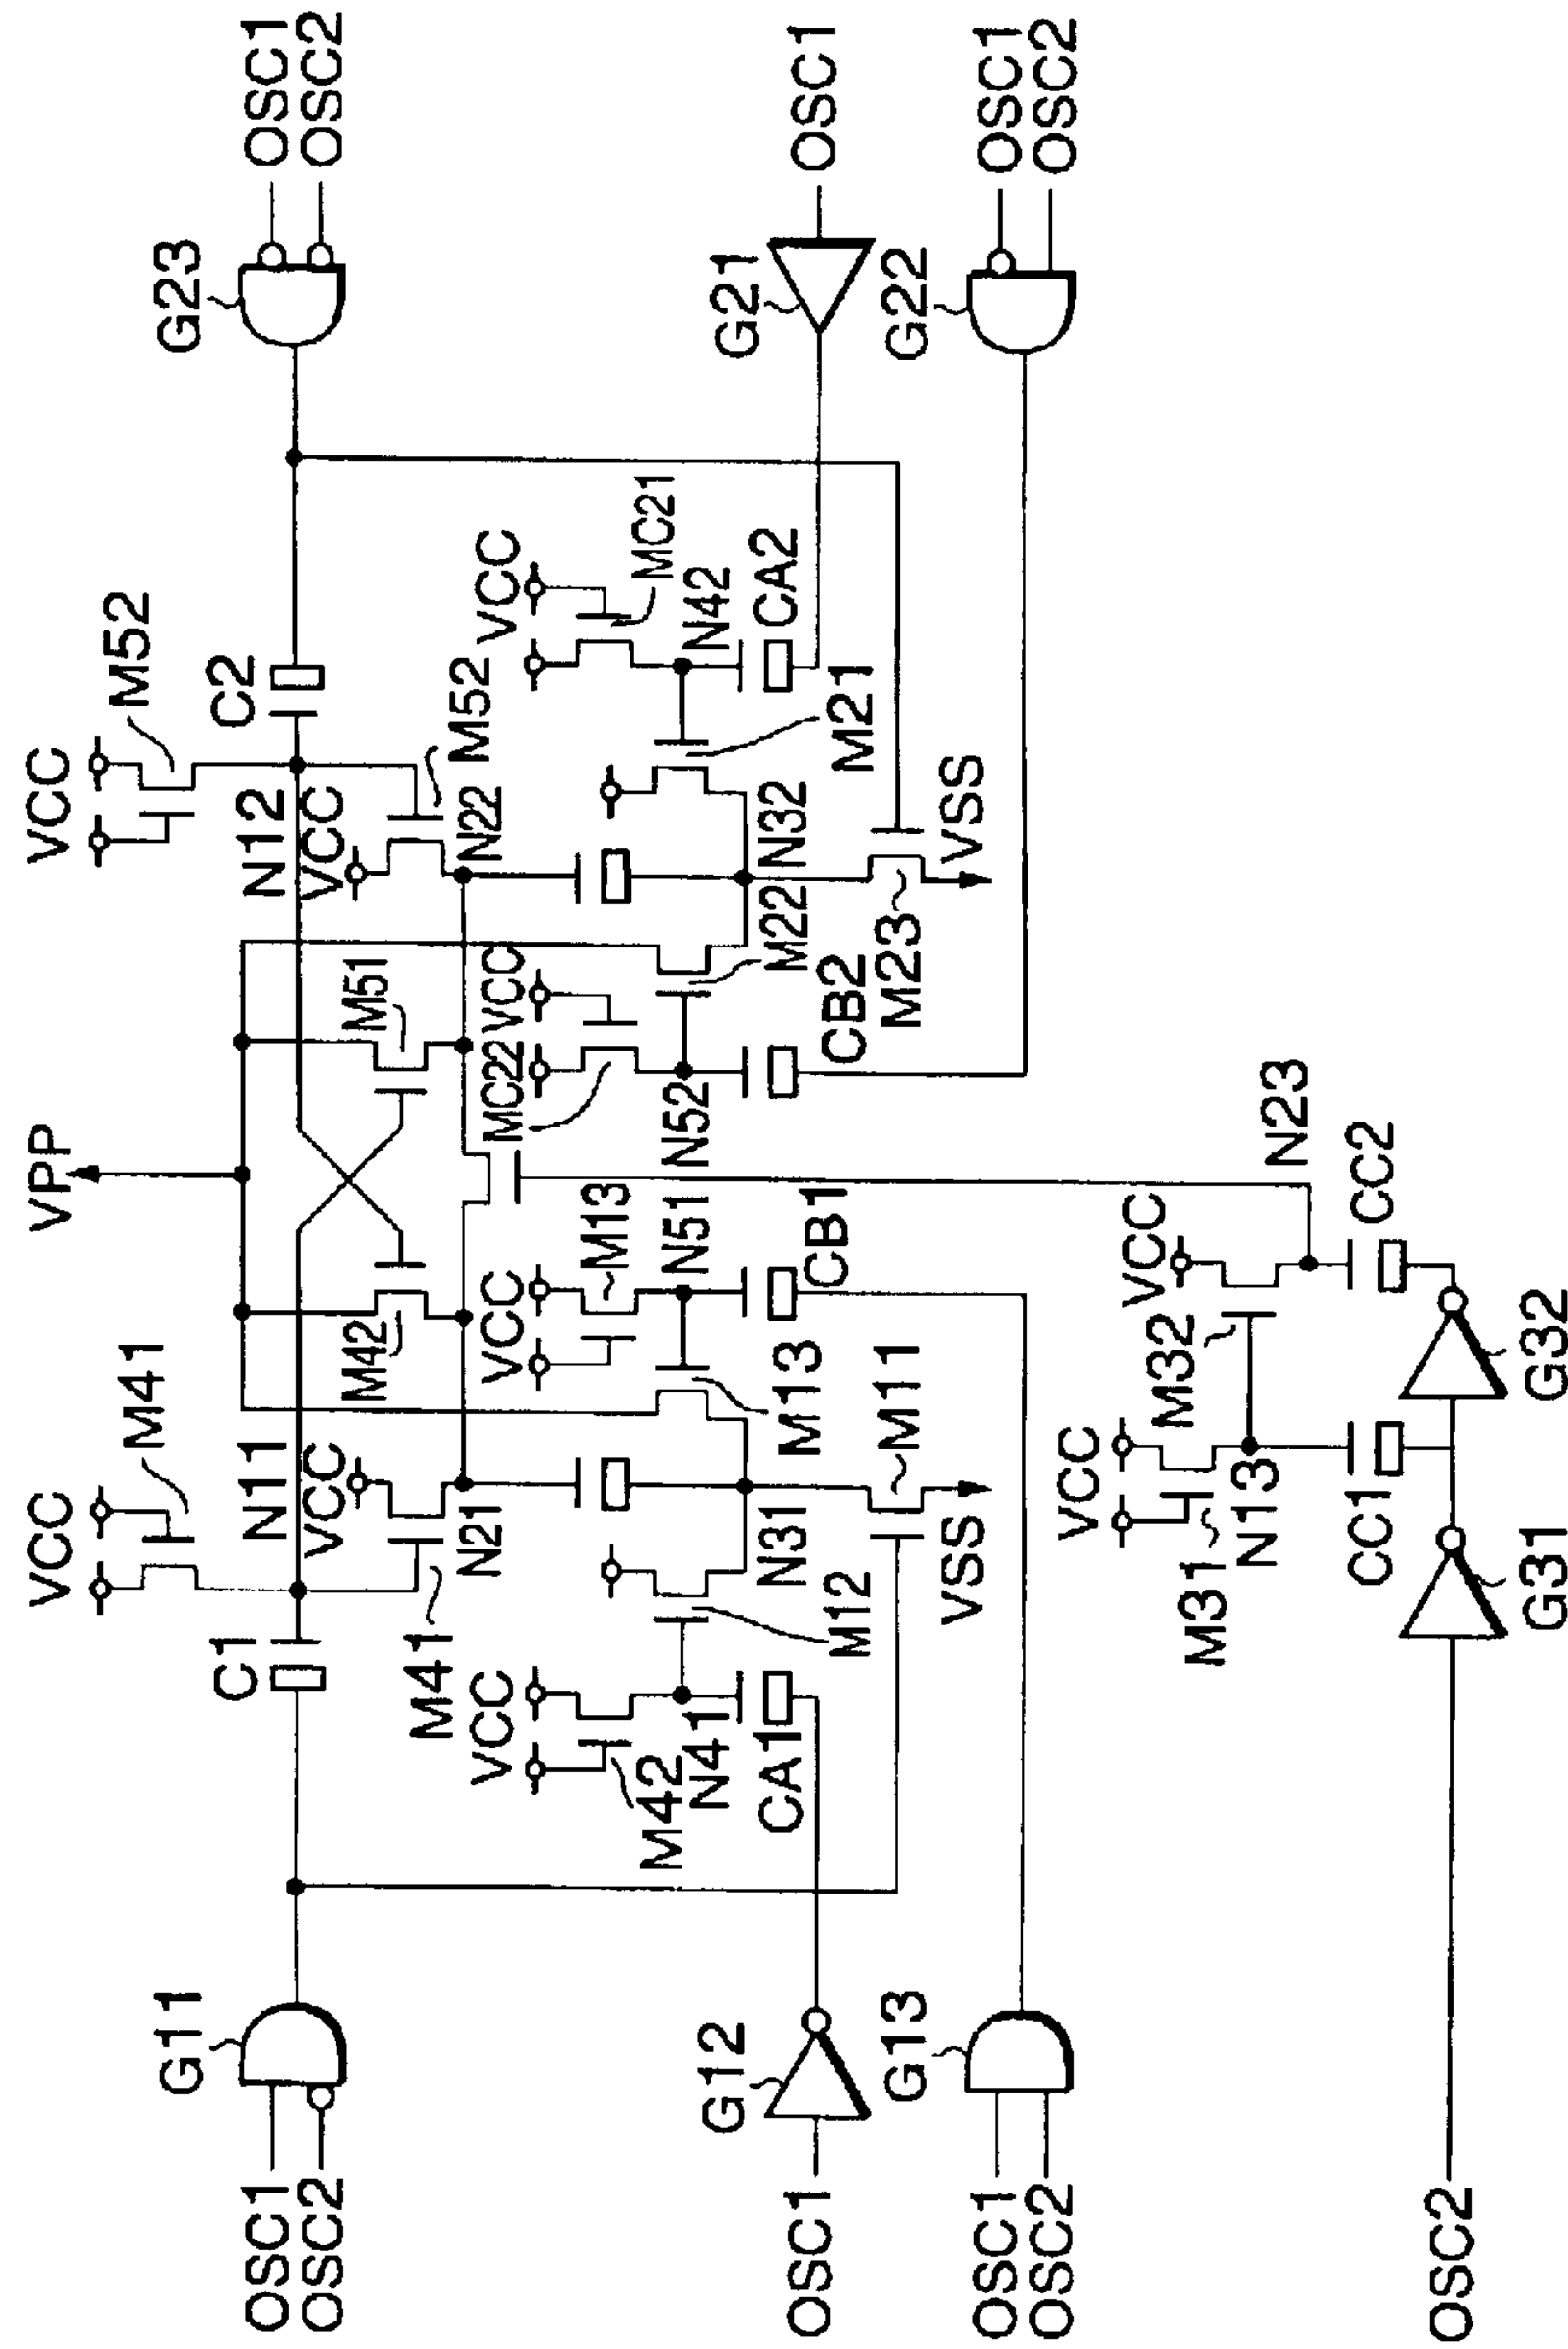 OSC1
OSC2
G11
C1
VCC
M41
N11
VCC
M41
N21
VPP
M42
M51
VCC
M52
N12
VCC
C2
M52
N22
G23
OSC1
OSC2
OSC1
G12
VCC
M42
N41
CA1
M12
N31
VCC
M13
N51
M13
CB1
M11
VSS
MC22
VCC
N52
CB2
M22
N32
M23
VSS
M21
VCC
MC21
N42
CA2
G21
OSC1
OSC1
OSC2
G13
G22
OSC1
OSC2
OSC2
G31
M31
VCC
N13
CC1
M32
VCC
N23
CC2
G32